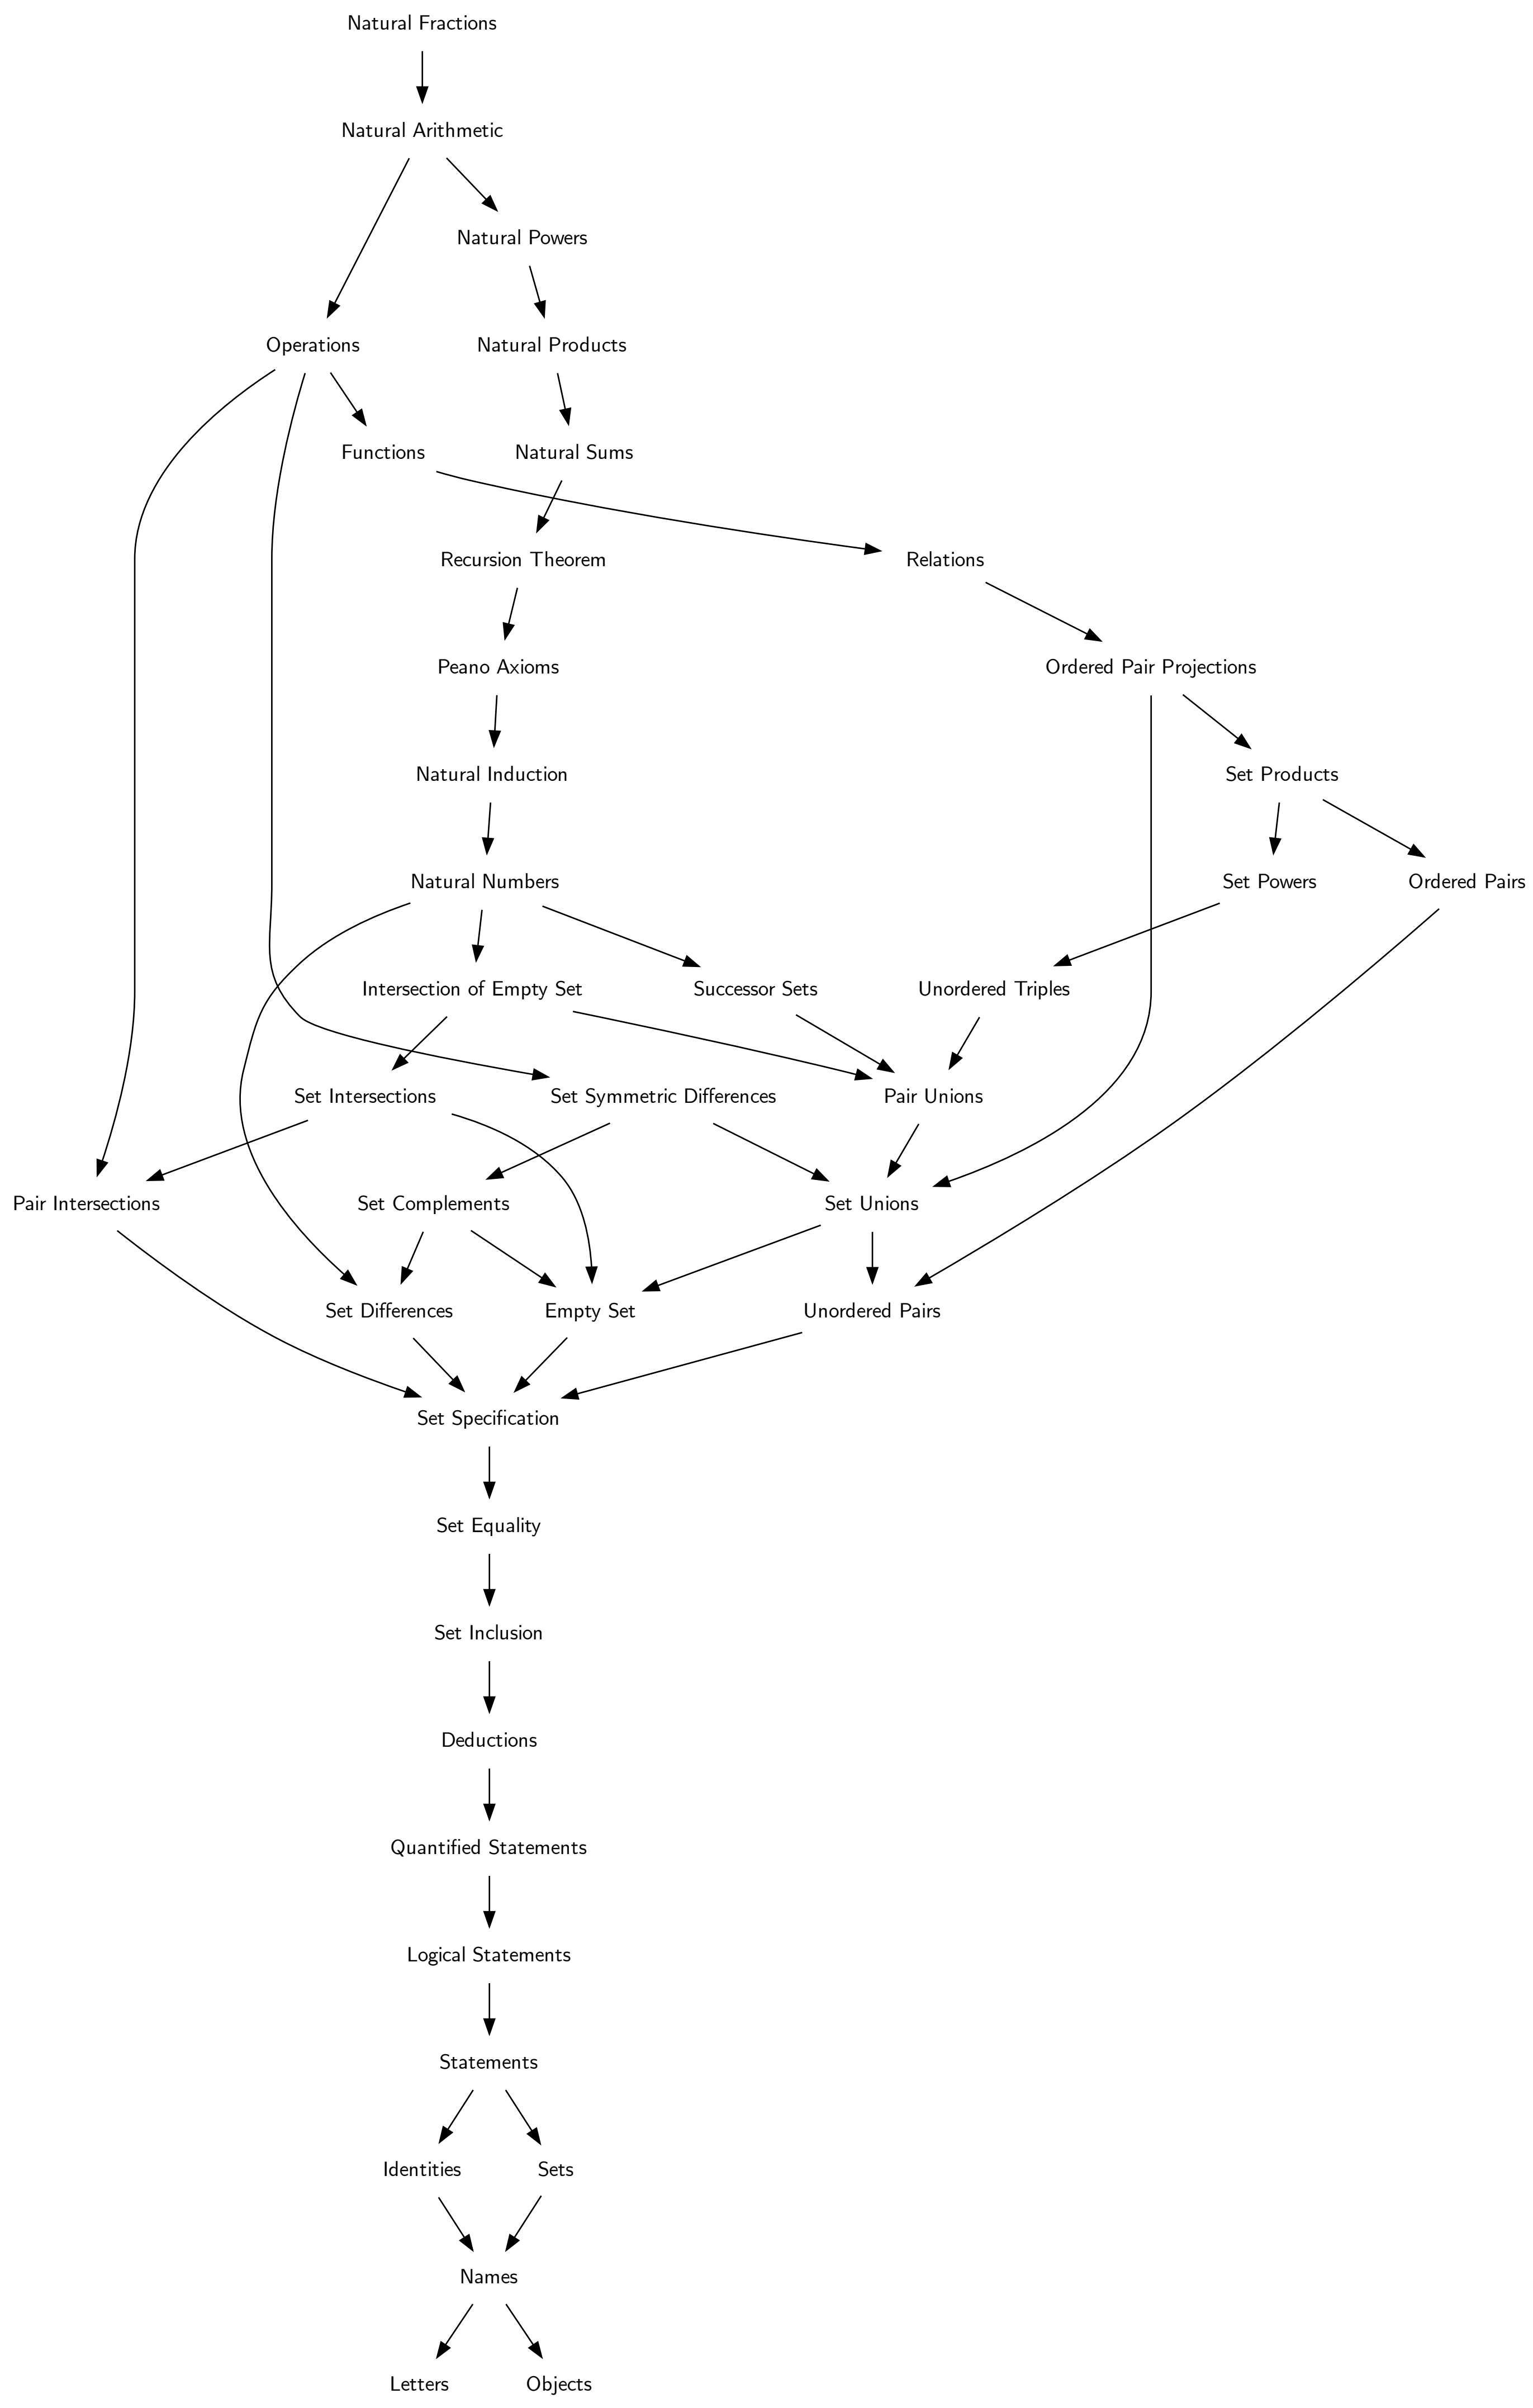 Natural Fractions
Natural Arithmetic
Natural Powers
Operations
Natural Products
Functions
Natural Sums
Recursion Theorem
Relations
Peano Axioms
Ordered Pair Projections
Natural Induction
Set Products
Natural Numbers
Set Powers
Ordered Pairs
Intersection of Empty Set
Successor Sets
Unordered Triples
Set Intersections
Set Symmetric Differences
Pair Unions
Pair Intersections
Set Complements
Set Unions
Set Differences
Empty Set
Unordered Pairs
Set Specification
Set Equality
Set Inclusion
Deductions
Quantified Statements
Logical Statements
Statements
Identities
Sets
Names
Letters
Objects